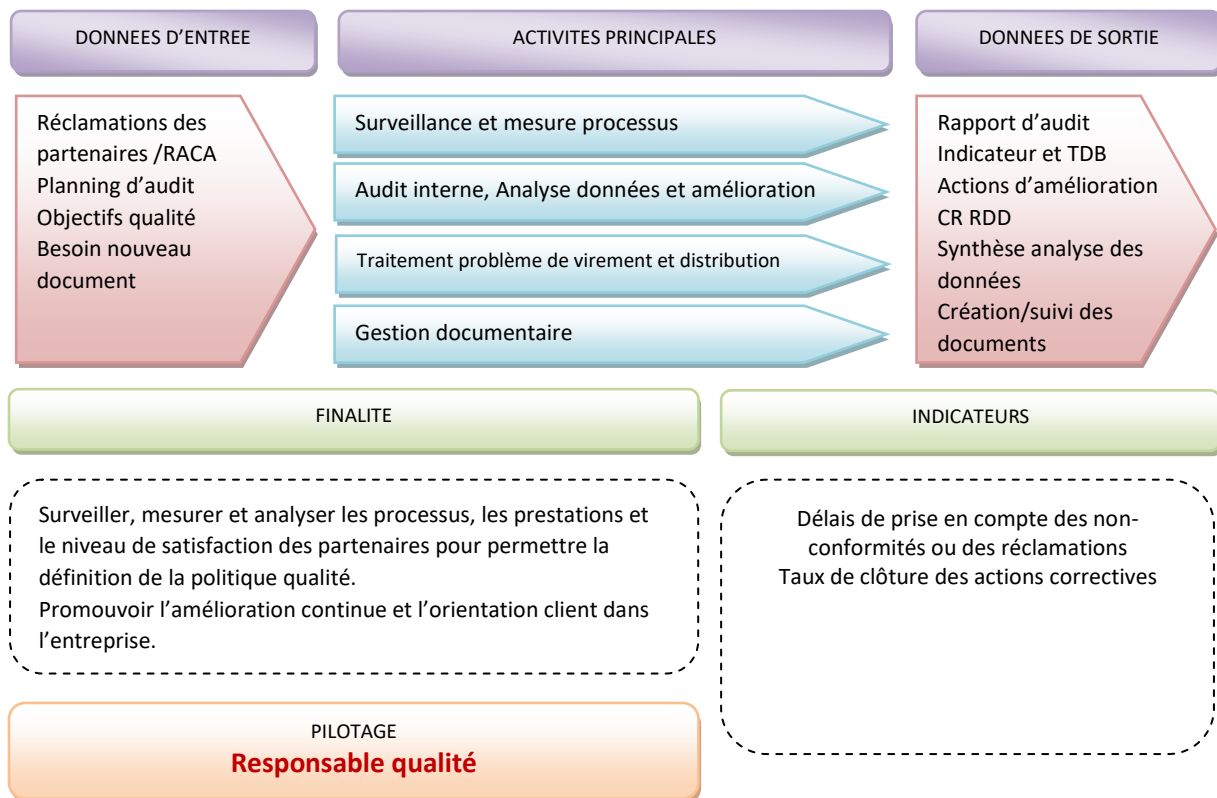 DONNEES D’ENTREE
ACTIVITES PRINCIPALES
DONNEES DE SORTIE
Réclamations des
partenaires /RACA
Planning d’audit
Objectifs qualité
Besoin nouveau
document
Surveillance et mesure processus
Audit interne, Analyse données et amélioration
Traitement problème de virement et distribution
Gestion documentaire
Rapport d’audit
Indicateur et TDB
Actions d’amélioration
CR RDD
Synthèse analyse des
données
Création/suivi des
documents
FINALITE
INDICATEURS
Surveiller, mesurer et analyser les processus, les prestations et
le niveau de satisfaction des partenaires pour permettre la
définition de la politique qualité.
Promouvoir l’amélioration continue et l’orientation client dans
l’entreprise.
Délais de prise en compte des non-
conformités ou des réclamations
Taux de clôture des actions correctives
PILOTAGE
Responsable qualité